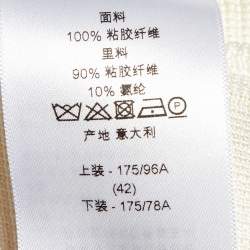 面料
100% 粘胶纤维
里料
90% 粘胶纤维
10% 氨纶
P
产地 意大利
上装 - 175/96A
(42)
下装 - 175/78A